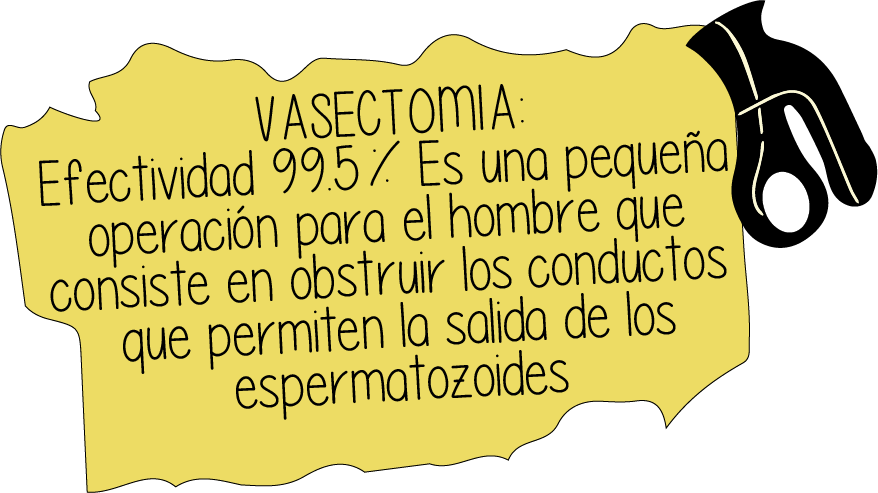 VASECTOMIA:
Efectividad 99.5% Es una pequeña
operación para el hombre que
consiste en obstruir los conductos
que permiten la salida de los
espermatozoides